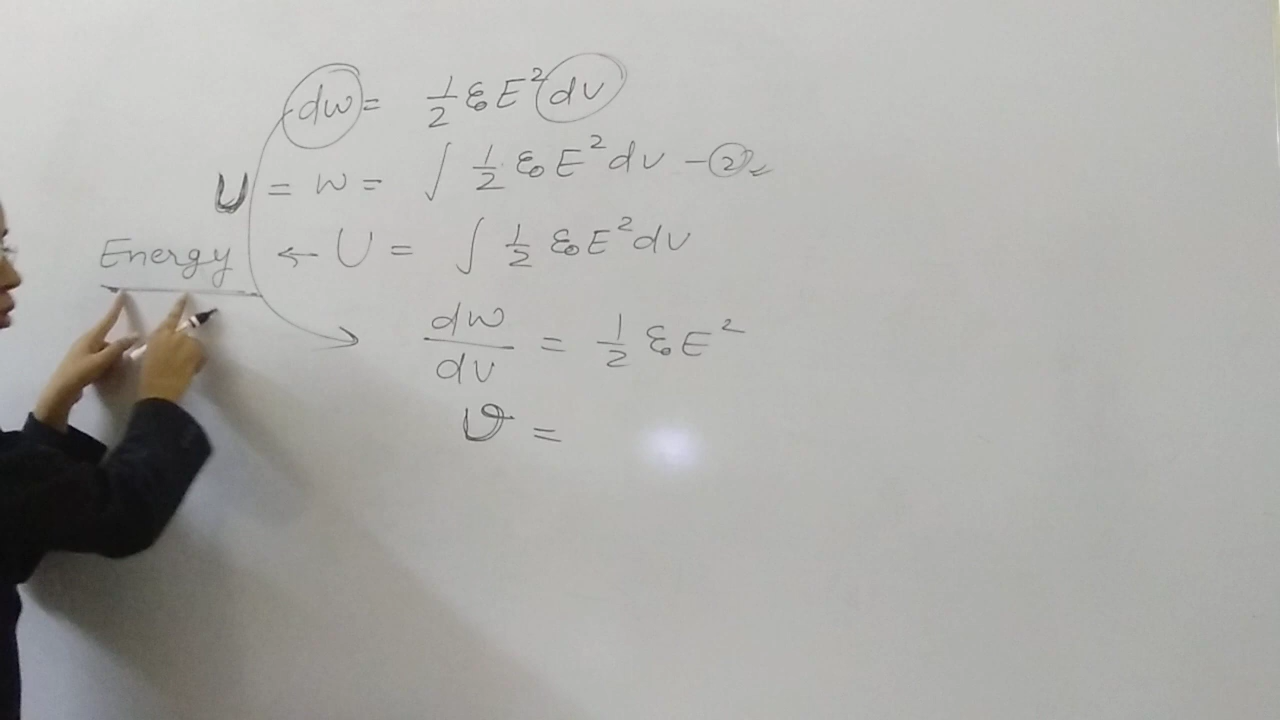 dw = 1/2 ε₀E² dv
U = w = ∫ 1/2 ε₀E² dv - ②
Energy ← U = ∫ 1/2 ε₀E² dv
dw/dv = 1/2 ε₀E²
υ =